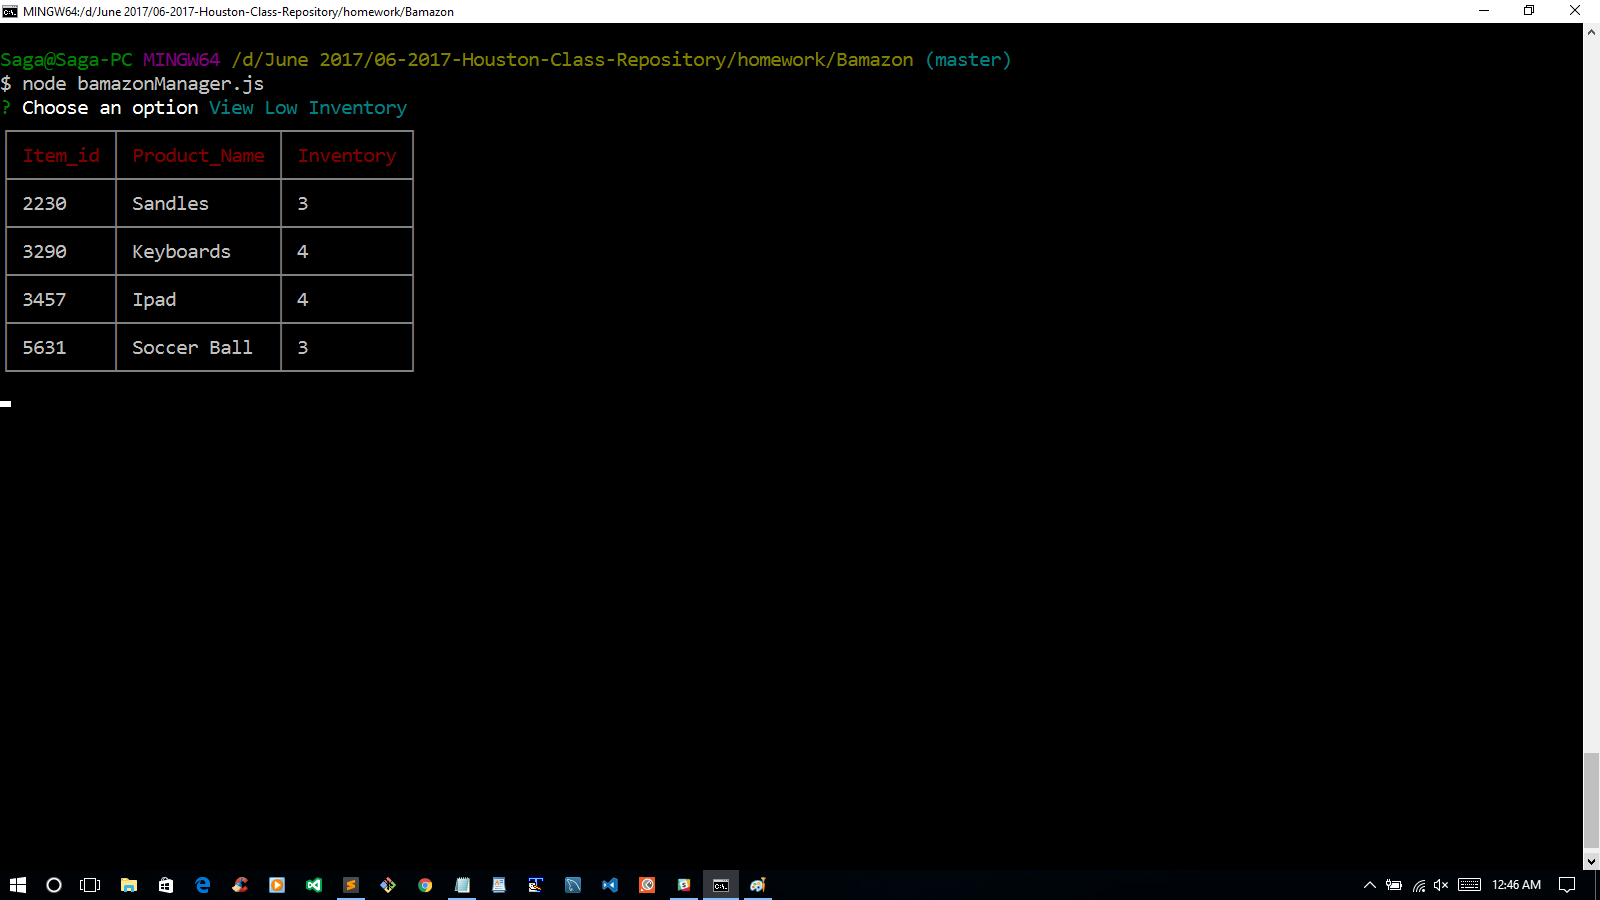 MINGW64:/d/June 2017/06-2017-Houston-Class-Repository/homework/Bamazon
Saga@Saga-PC MINGW64 /d/June 2017/06-2017-Houston-Class-Repository/homework/Bamazon (master)
$ node bamazonManager.js
? Choose an option View Low Inventory
Item_id Product_Name Inventory
2230 Sandles 3
3290 Keyboards 4
3457 Ipad 4
5631 Soccer Ball 3
12:46 AM